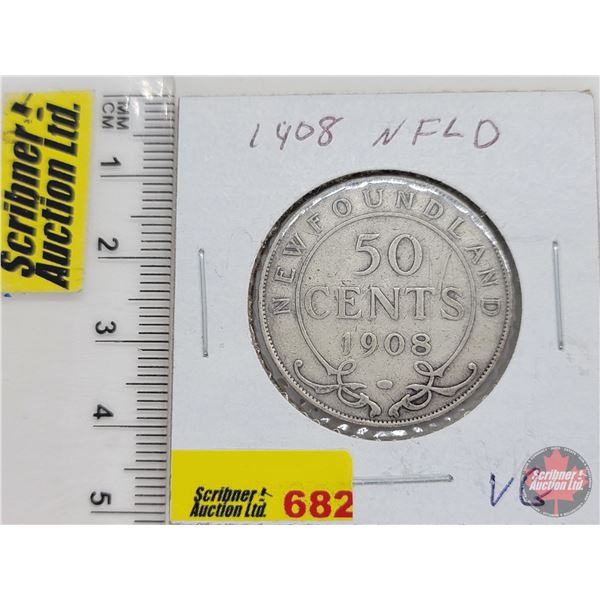 Scribner
Auction Ltd.
MM
CM
1
2
3
4
5
1908 NFLD
NEWFOUNDLAND
50
CENTS
1908
Scribner
Auction Ltd.
682
VG
Scribner
Auction Ltd.